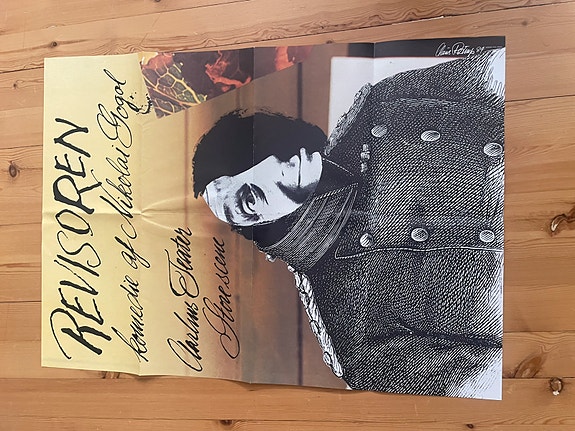 REVISOREN
komedie af Nikolai Gogol
Aarhus Teater
Store scene